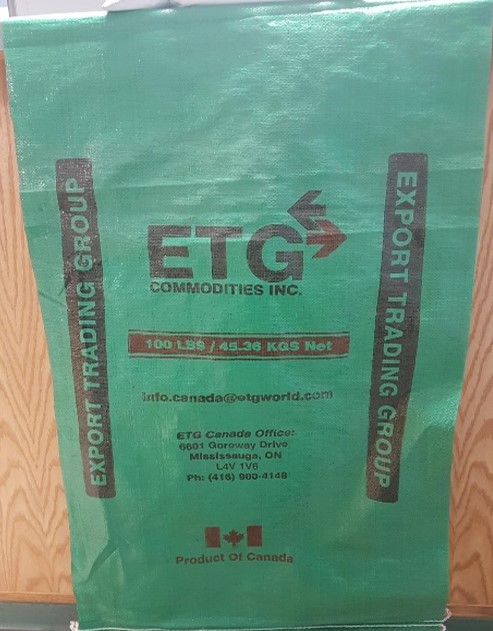 EXPORT TRADING GROUP
ETG
COMMODITIES INC.
100 LBS / 45.36 KGS Net
info.canada@etgworld.com
ETG Canada Office:
6601 Goreway Drive
Mississauga, ON
L4V 1V6
Ph: (416) 900-4148
Product Of Canada
EXPORT TRADING GROUP